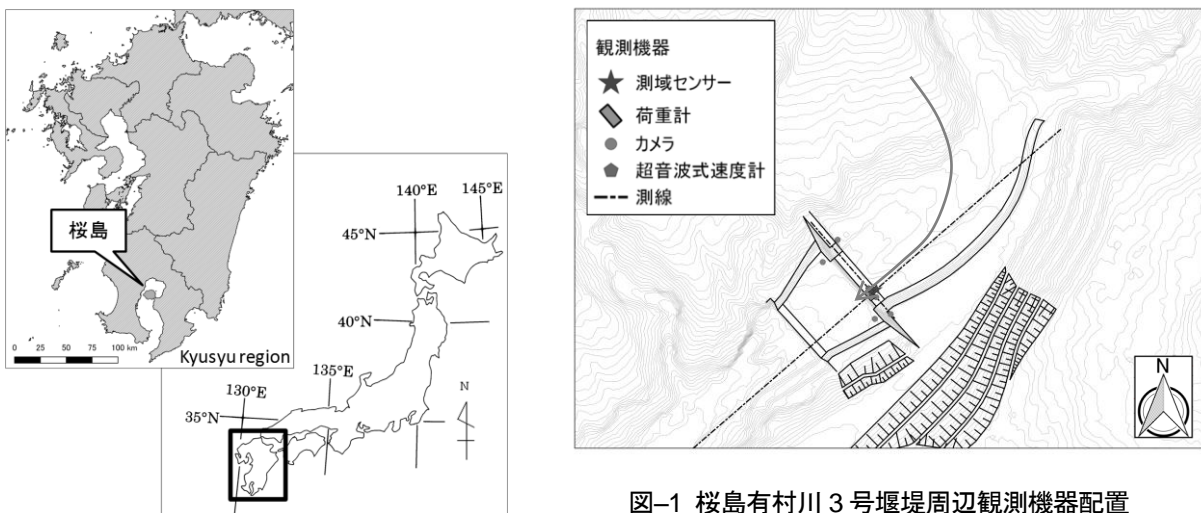 桜島
0 25 50 75 100 km
Kyusyu region
140°E
145°E
45°N
40°N
135°E
130°E
35°N
N
観測機器
測域センサー
荷重計
カメラ
超音波式速度計
測線
N
図–1 桜島有村川3号堰堤周辺観測機器配置